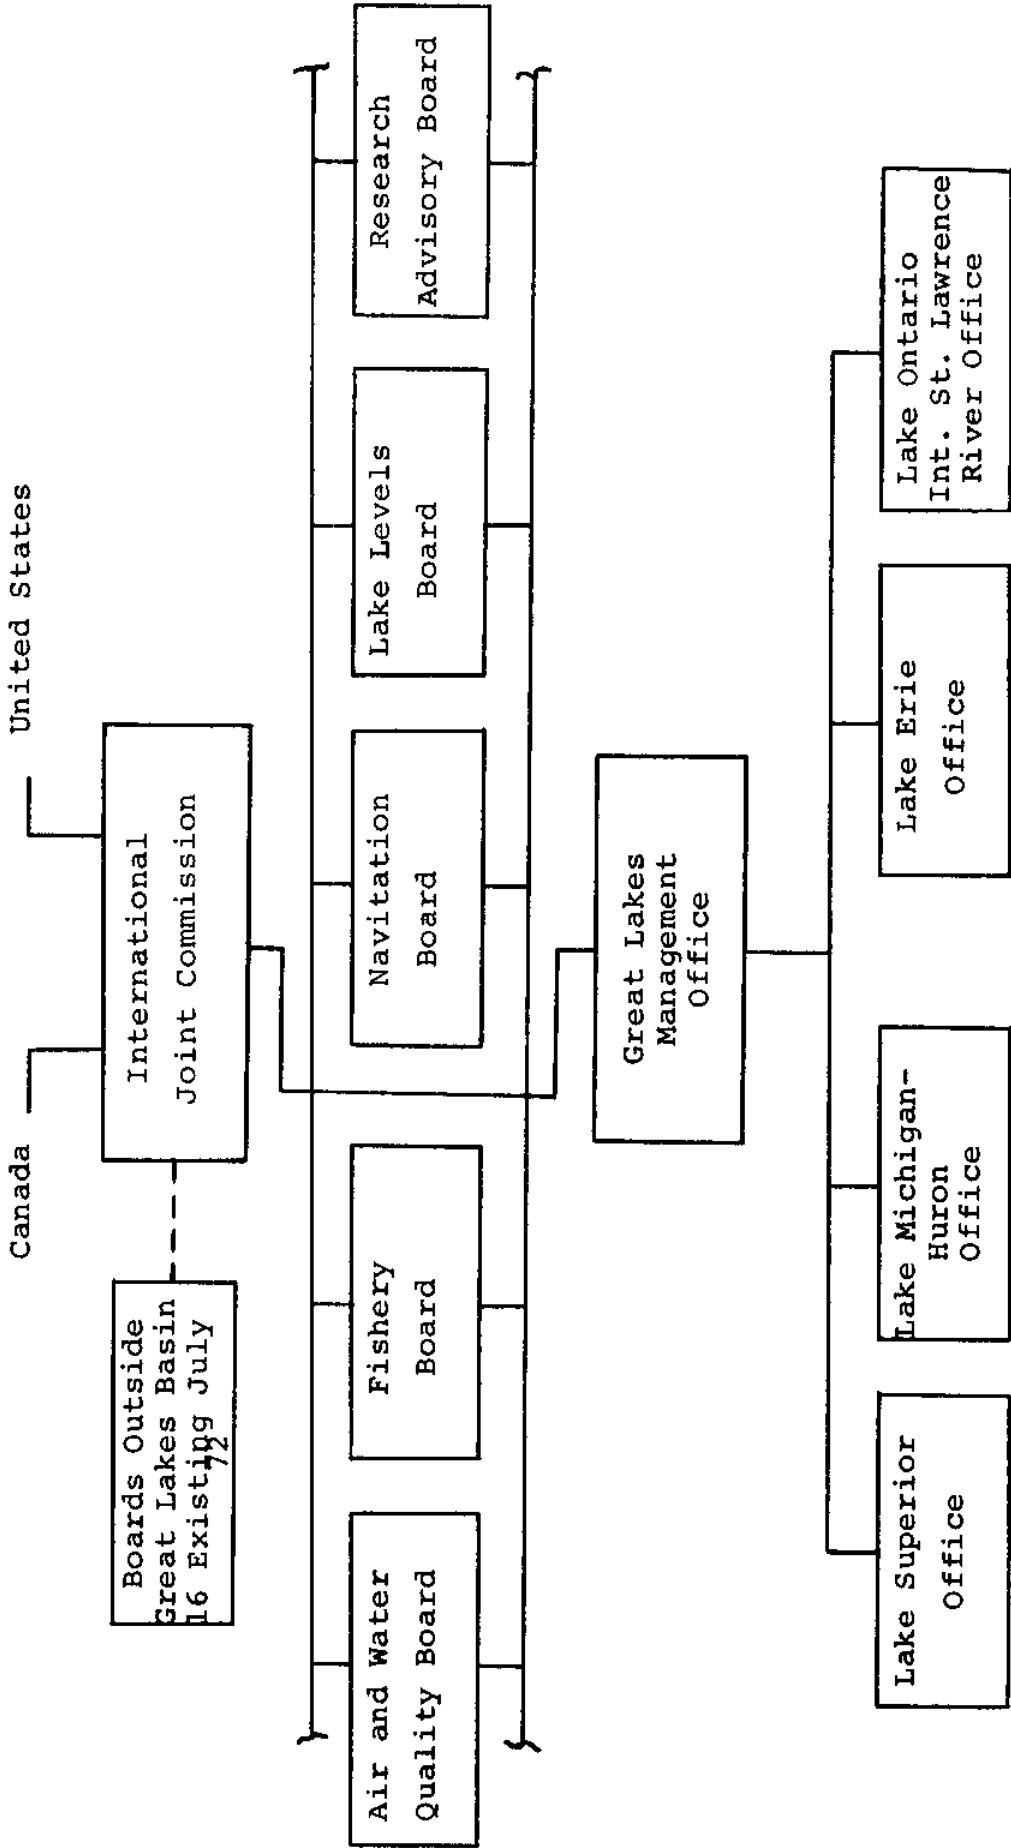 Canada
United States
Boards Outside
Great Lakes Basin
16 Existing July
72
International
Joint Commission
Air and Water
Quality Board
Fishery
Board
Navitation
Board
Lake Levels
Board
Research
Advisory Board
Great Lakes
Management
Office
Lake Superior
Office
Lake Michigan-
Huron
Office
Lake Erie
Office
Lake Ontario
Int. St. Lawrence
River Office